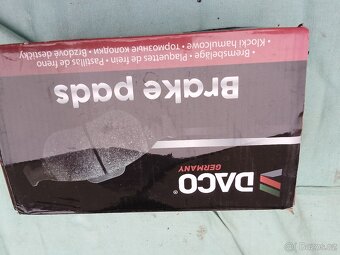 DACO®
GERMANY
Brake pads
• Bremsbeläge • Plaquettes de frein • Pastillas de freno
• Klocki hamulcowe • тормозные колодки • Brzdové destičky